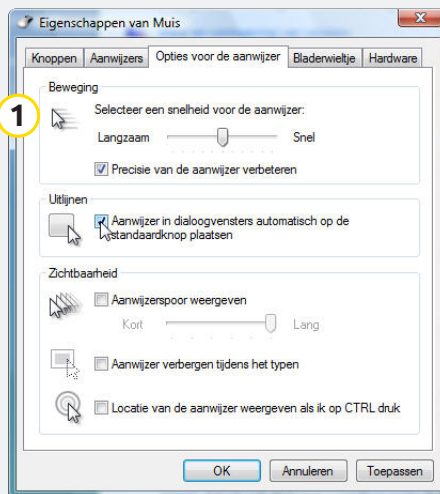 Eigenschappen van Muis
Knoppen Aanwijzers Opties voor de aanwijzer Bladerwieltje Hardware
Beweging
1
Selecteer een snelheid voor de aanwijzer:
Langzaam Snel
Precisie van de aanwijzer verbeteren
Uitlijnen
Aanwijzer in dialoogvensters automatisch op de
standaardknop plaatsen
Zichtbaarheid
Aanwijzerspoor weergeven
Kort Lang
Aanwijzer verbergen tijdens het typen
Locatie van de aanwijzer weergeven als ik op CTRL druk
OK Annuleren Toepassen